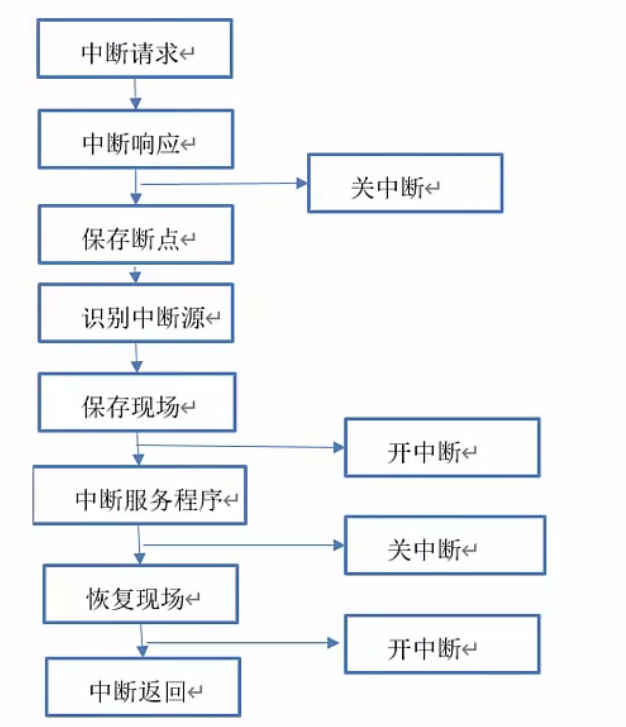 中断请求↵
中断响应↵
关中断↵
保存断点↵
识别中断源↵
保存现场↵
开中断↵
中断服务程序↵
关中断↵
恢复现场↵
开中断↵
中断返回↵